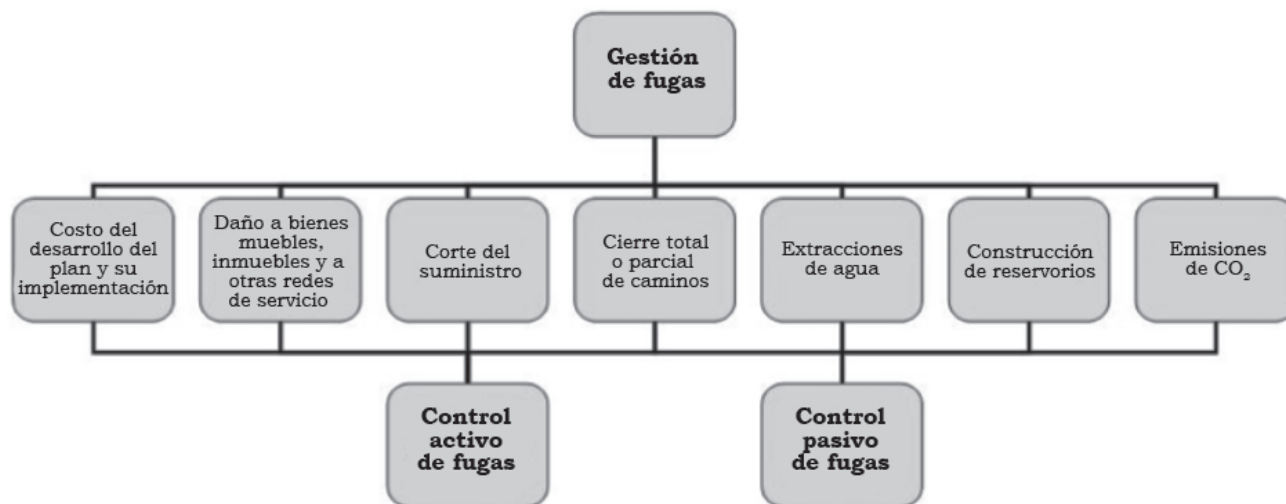 Gestión
de fugas
Costo del
desarrollo del
plan y su
implementación
Daño a bienes
muebles,
inmuebles y a
otras redes
de servicio
Corte del
suministro
Cierre total
o parcial
de caminos
Extracciones
de agua
Construcción
de reservorios
Emisiones
de CO₂
Control
activo
de fugas
Control
pasivo
de fugas